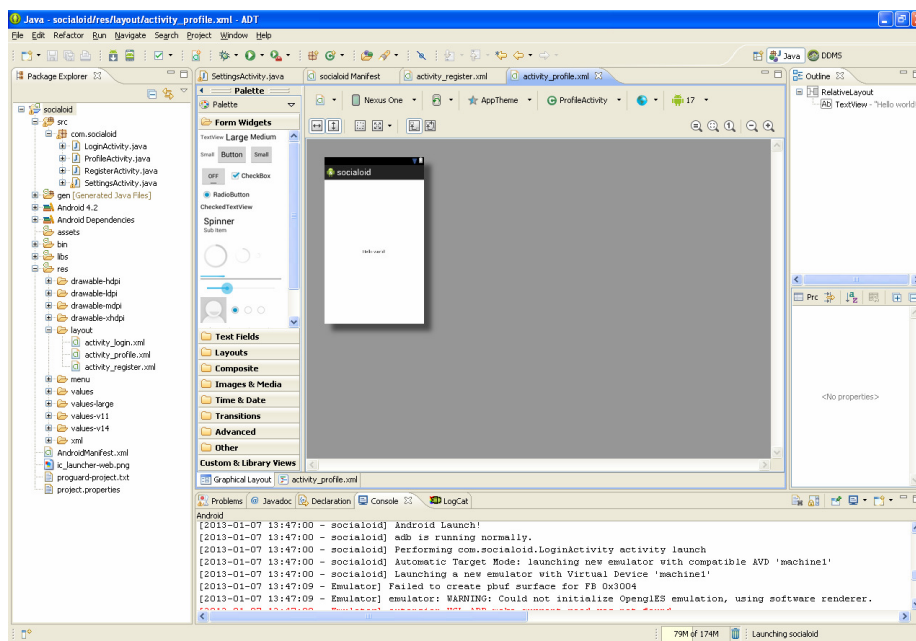 Java - socialoid/res/layout/activity_profile.xml - ADT
File Edit Refactor Run Navigate Search Project Window Help
Java DDMS
Package Explorer
socialoid
src
com.socialoid
LoginActivity.java
ProfileActivity.java
RegisterActivity.java
SettingsActivity.java
gen [Generated Java Files]
Android 4.2
Android Dependencies
assets
bin
libs
res
drawable-hdpi
drawable-ldpi
drawable-mdpi
drawable-xhdpi
layout
activity_login.xml
activity_profile.xml
activity_register.xml
menu
values
values-large
values-v11
values-v14
xml
AndroidManifest.xml
ic_launcher-web.png
proguard-project.txt
project.properties
SettingsActivity.java socialoid Manifest activity_register.xml activity_profile.xml
Palette
Palette
Form Widgets
TextView Large Medium
Small Button Small
OFF CheckBox
RadioButton
CheckedTextView
Spinner
Sub Item
Text Fields
Layouts
Composite
Images & Media
Time & Date
Transitions
Advanced
Other
Custom & Library Views
Nexus One AppTheme ProfileActivity 17
socialoid
Hello world!
Graphical Layout activity_profile.xml
Outline
RelativeLayout
TextView - "Hello world
Prc
<No properties>
Problems Javadoc Declaration Console LogCat
Android
[2013-01-07 13:47:00 - socialoid] Android Launch!
[2013-01-07 13:47:00 - socialoid] adb is running normally.
[2013-01-07 13:47:00 - socialoid] Performing com.socialoid.LoginActivity activity launch
[2013-01-07 13:47:00 - socialoid] Automatic Target Mode: launching new emulator with compatible AVD 'machine1'
[2013-01-07 13:47:00 - socialoid] Launching a new emulator with Virtual Device 'machine1'
[2013-01-07 13:47:09 - Emulator] Failed to create pbuf surface for FB 0x3004
[2013-01-07 13:47:09 - Emulator] emulator: WARNING: Could not initialize OpenglES emulation, using software renderer.
79M of 174M Launching socialoid